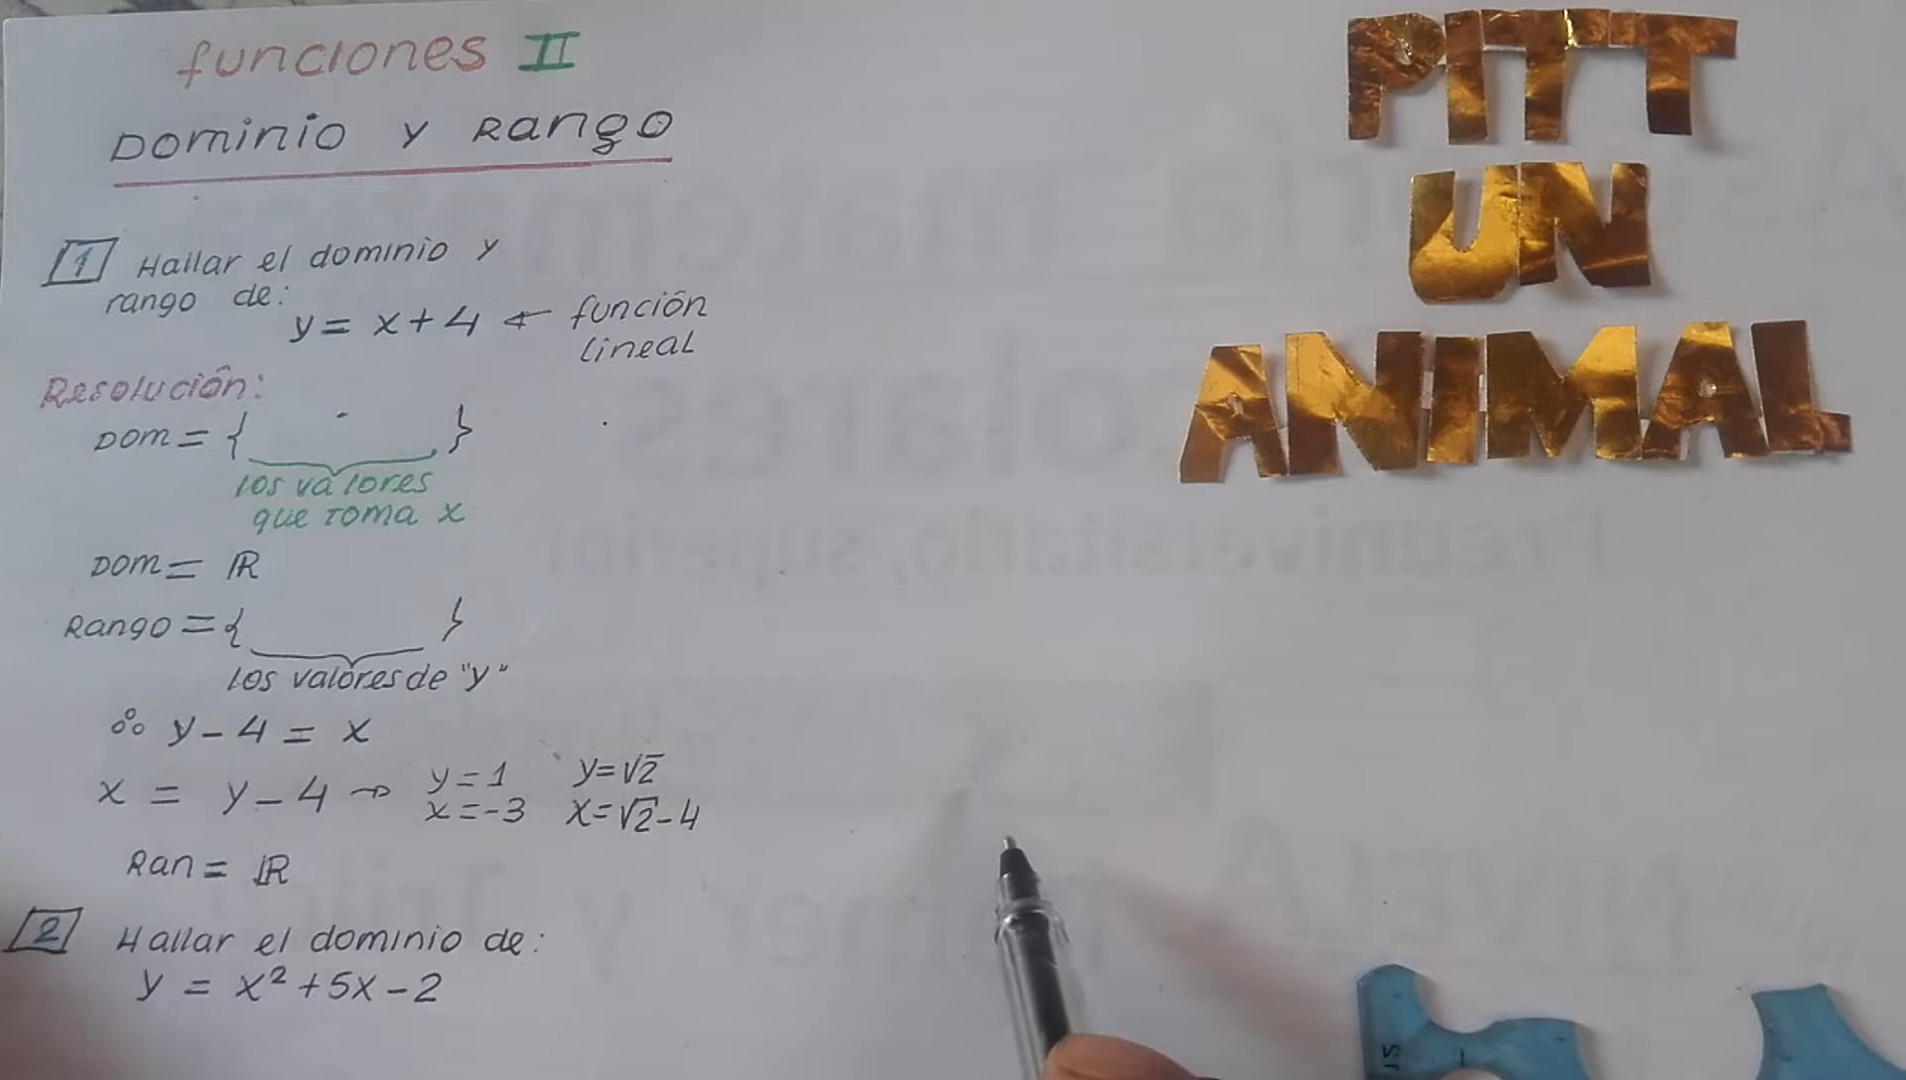 funciones II
Dominio y Rango
1 Hallar el dominio y
rango de:
y = x + 4 ← función
lineal
Resolución:
Dom = { }
los valores
que toma x
Dom = ℝ
Rango = { }
los valores de "y"
∴ y - 4 = x
x = y - 4 → y = 1 y = √2
x = -3 x = √2 - 4
Ran = ℝ
2 Hallar el dominio de:
y = x² + 5x - 2
PITT
UN
ANIMAL